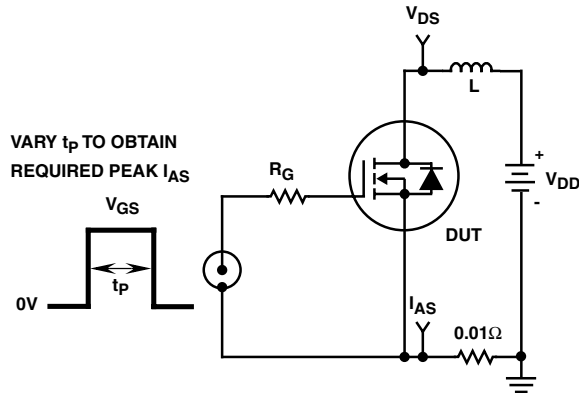 VDS
L
VARY tP TO OBTAIN
REQUIRED PEAK IAS
RG
+
VDD
-
VGS
DUT
tP
0V
IAS
0.01Ω